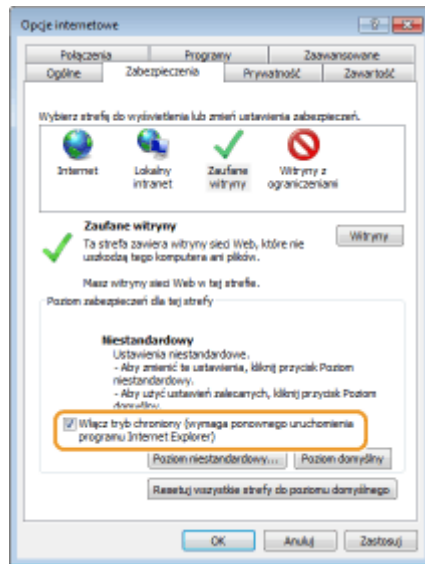 Opcje internetowe
Połączenia Programy Zaawansowane
Ogólne Zabezpieczenia Prywatność Zawartość
Wybierz strefę do wyświetlenia lub zmień ustawienia zabezpieczeń.
Internet Lokalny intranet Zaufane witryny Witryny z ograniczeniami
Zaufane witryny
Ta strefa zawiera witryny sieci Web, które nie
uszkodzą tego komputera ani plików.
Witryny
Masz witryny sieci Web w tej strefie.
Poziom zabezpieczeń dla tej strefy
Niestandardowy
Ustawienia niestandardowe.
- Aby zmienić te ustawienia, kliknij przycisk Poziom
niestandardowy.
- Aby użyć ustawień zalecanych, kliknij przycisk Poziom
domyślny.
Włącz tryb chroniony (wymaga ponownego uruchomienia
programu Internet Explorer)
Poziom niestandardowy... Poziom domyślny
Resetuj wszystkie strefy do poziomu domyślnego
OK Anuluj Zastosuj